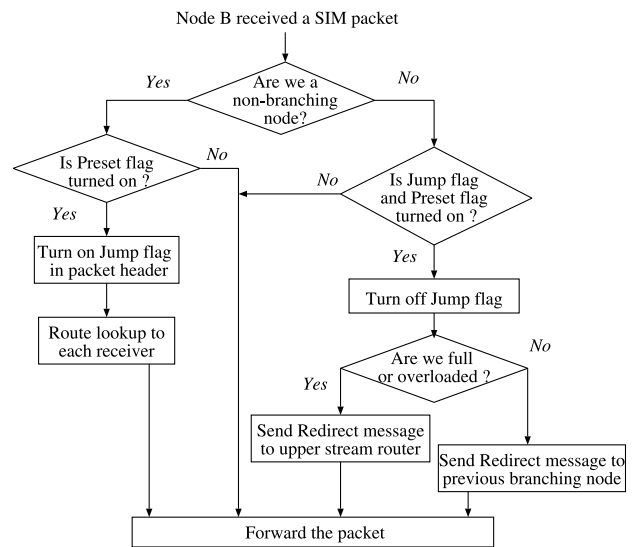 Node B received a SIM packet
Yes
Are we a
non-branching
node?
No
Is Preset flag
turned on ?
No
Yes
No
Is Jump flag
and Preset flag
turned on ?
Yes
Turn on Jump flag
in packet header
Turn off Jump flag
Route lookup to
each receiver
Are we full
or overloaded ?
No
Yes
Send Redirect message
to upper stream router
Send Redirect message to
previous branching node
Forward the packet